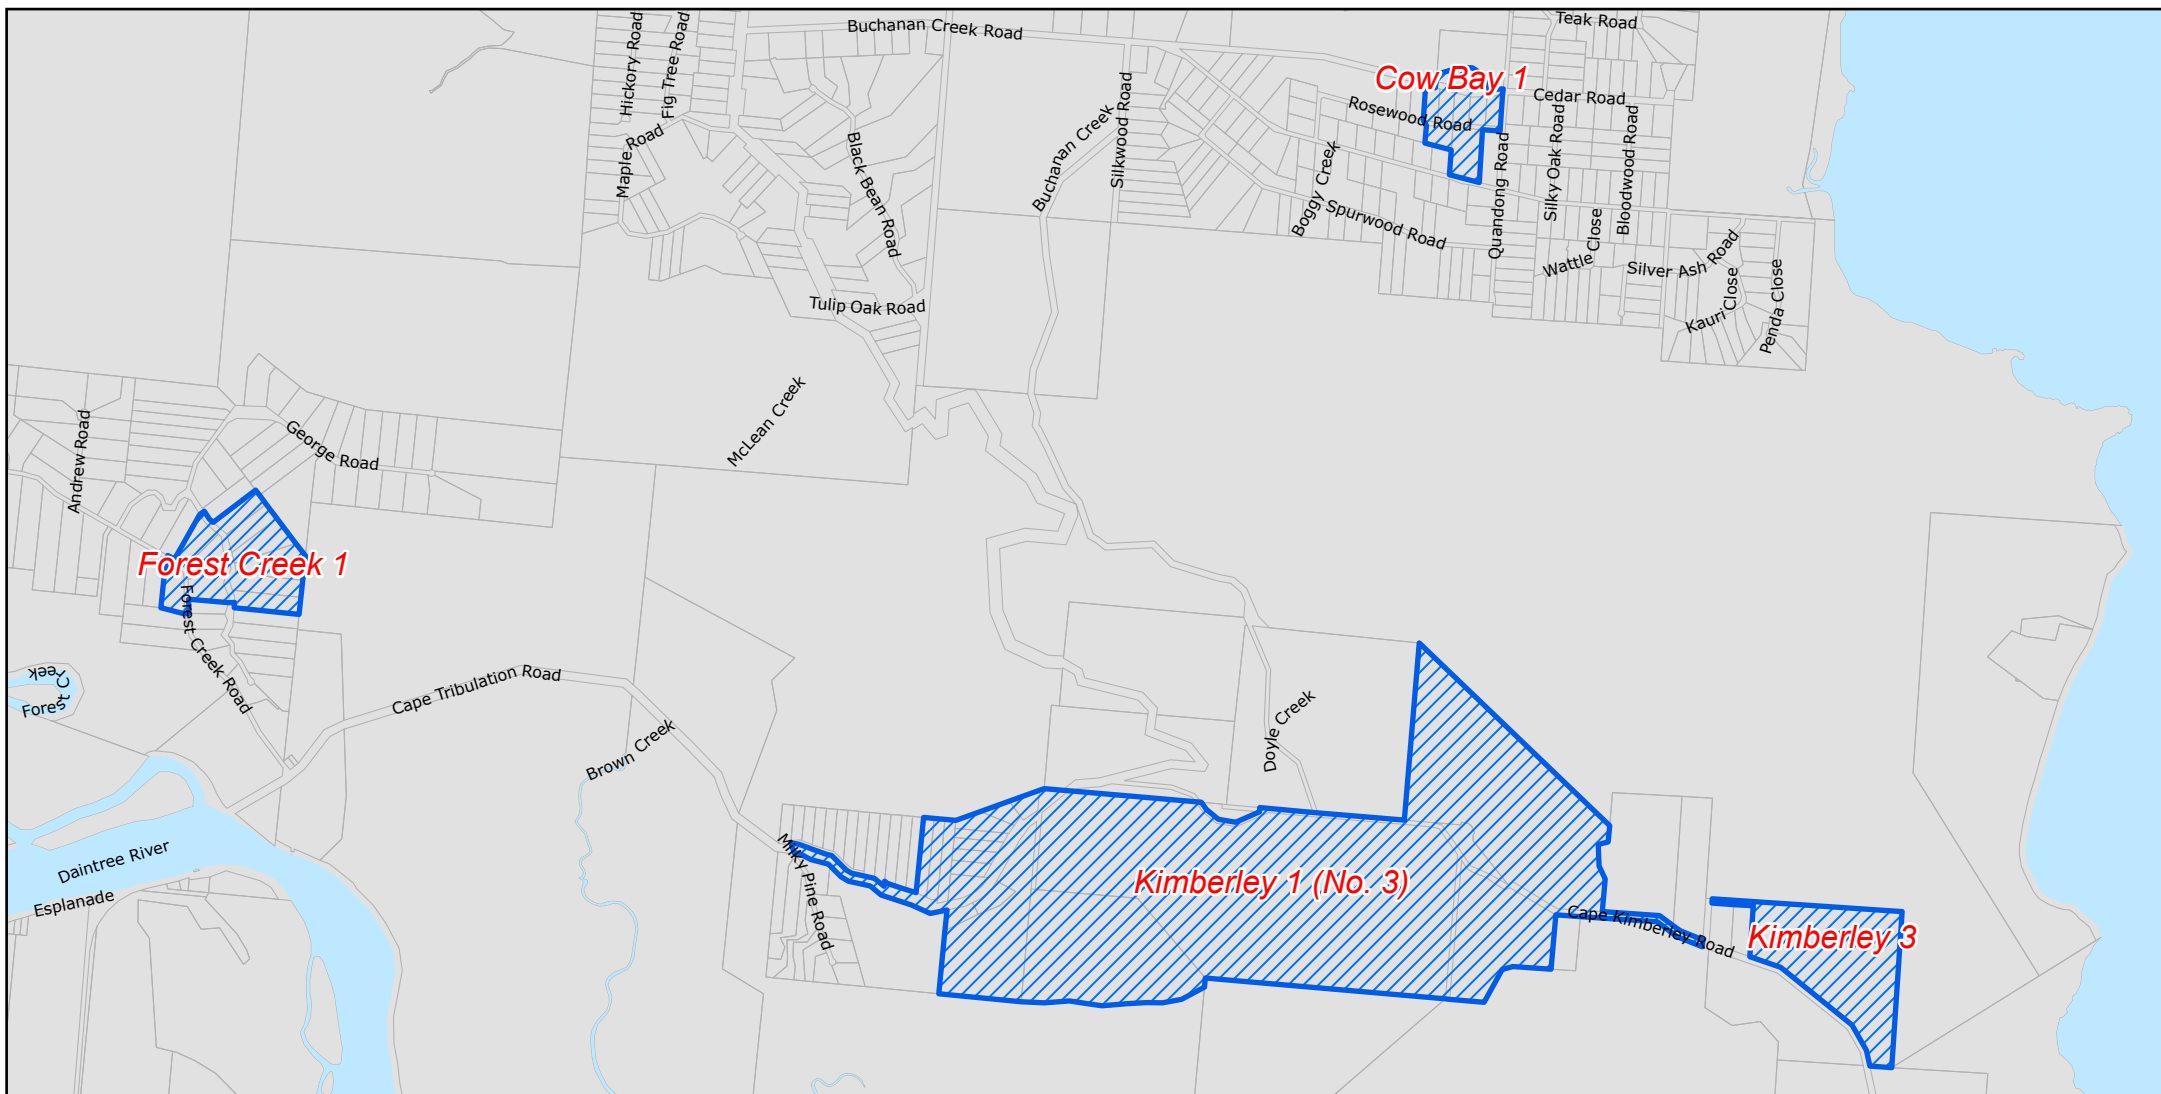 Teak Road
Buchanan Creek Road
Hickory Road
Fig Tree Road
Cow Bay 1
Cedar Road
Rosewood Road
Silkwood Road
Buchanan Creek
Maple Road
Black Bean Road
Boggy Creek
Spurwood Road
Quandong Road
Silky Oak Road
Bloodwood Road
Wattle Close
Silver Ash Road
Kauri Close
Penda Close
Tulip Oak Road
McLean Creek
Andrew Road
George Road
Forest Creek 1
Forest Creek Road
Forest Creek
Cape Tribulation Road
Brown Creek
Doyle Creek
Daintree River
Esplanade
Milky Pine Road
Kimberley 1 (No. 3)
Cape Kimberley Road
Kimberley 3